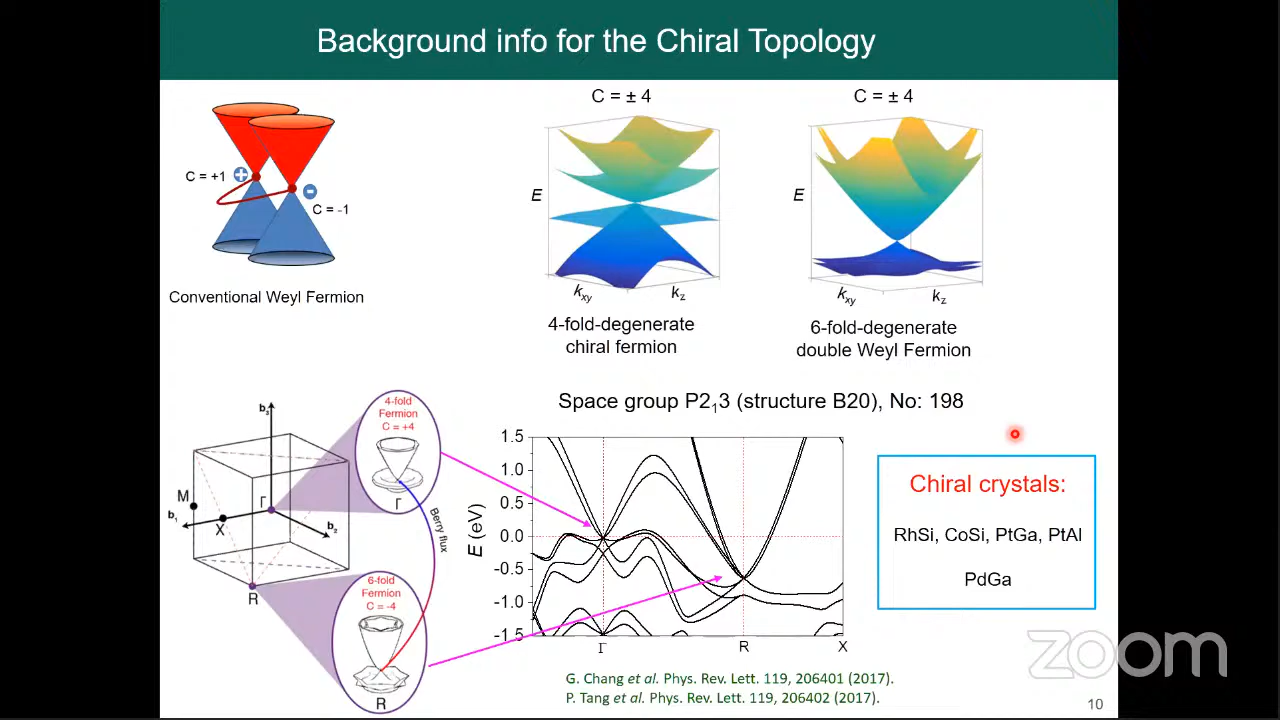 Background info for the Chiral Topology
C = +1
+
-
C = -1
Conventional Weyl Fermion
C = ± 4
E
kxy
kz
4-fold-degenerate
chiral fermion
C = ± 4
E
kxy
kz
6-fold-degenerate
double Weyl Fermion
b3
M
b1
X
Γ
b2
R
4-fold
Fermion
C = +4
Γ
Berry flux
6-fold
Fermion
C = -4
R
Space group P213 (structure B20), No: 198
E (eV)
1.5
1.0
0.5
0.0
-0.5
-1.0
-1.5
Γ
R
X
Chiral crystals:
RhSi, CoSi, PtGa, PtAl
PdGa
G. Chang et al. Phys. Rev. Lett. 119, 206401 (2017).
P. Tang et al. Phys. Rev. Lett. 119, 206402 (2017).
zoom
10